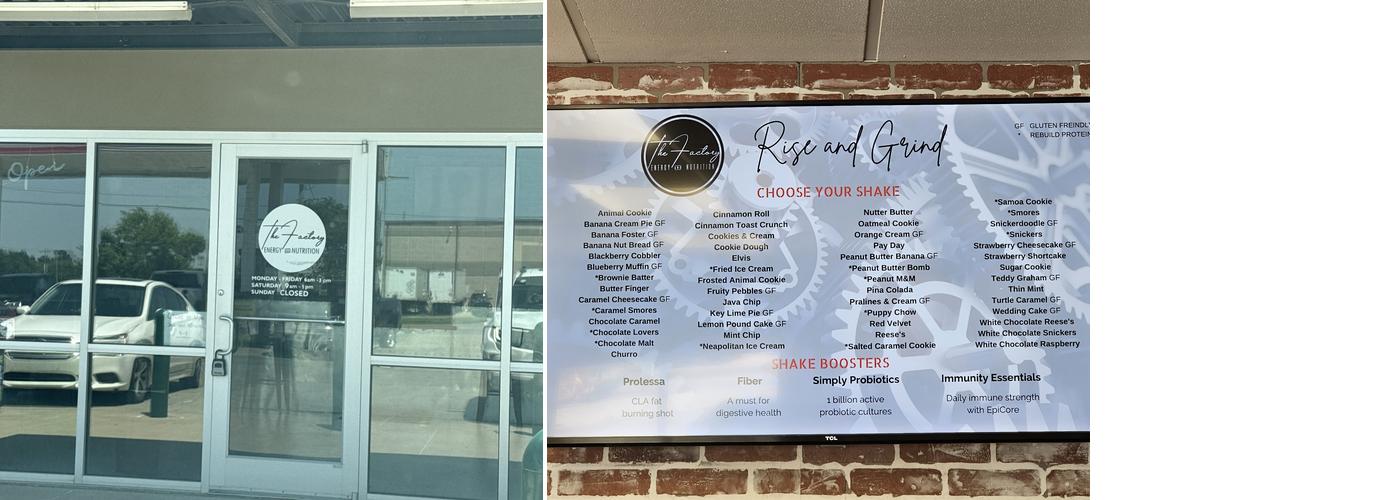 Open
The Factory
ENERGY AND NUTRITION
MONDAY - FRIDAY 6am - 3 pm
SATURDAY 9am - 1pm
SUNDAY CLOSED
The Factory
ENERGY AND NUTRITION
Rise and Grind
GF GLUTEN FREINDLY
* REBUILD PROTEIN
CHOOSE YOUR SHAKE
Animal Cookie
Banana Cream Pie GF
Banana Foster GF
Banana Nut Bread GF
Blackberry Cobbler
Blueberry Muffin GF
*Brownie Batter
Butter Finger
Caramel Cheesecake GF
*Caramel Smores
Chocolate Caramel
*Chocolate Lovers
*Chocolate Malt
Churro
Cinnamon Roll
Cinnamon Toast Crunch
Cookies & Cream
Cookie Dough
Elvis
*Fried Ice Cream
Frosted Animal Cookie
Fruity Pebbles GF
Java Chip
Key Lime Pie GF
Lemon Pound Cake GF
Mint Chip
*Neapolitan Ice Cream
Nutter Butter
Oatmeal Cookie
Orange Cream GF
Pay Day
Peanut Butter Banana GF
*Peanut Butter Bomb
*Peanut M&M
Pina Colada
Pralines & Cream GF
*Puppy Chow
Red Velvet
Reese's
*Salted Caramel Cookie
*Samoa Cookie
*Smores
Snickerdoodle GF
*Snickers
Strawberry Cheesecake GF
Strawberry Shortcake
Sugar Cookie
Teddy Graham GF
Thin Mint
Turtle Caramel GF
Wedding Cake GF
White Chocolate Reese's
White Chocolate Snickers
White Chocolate Raspberry
SHAKE BOOSTERS
Prolessa
CLA fat
burning shot
Fiber
A must for
digestive health
Simply Probiotics
1 billion active
probiotic cultures
Immunity Essentials
Daily immune strength
with EpiCore
TCL